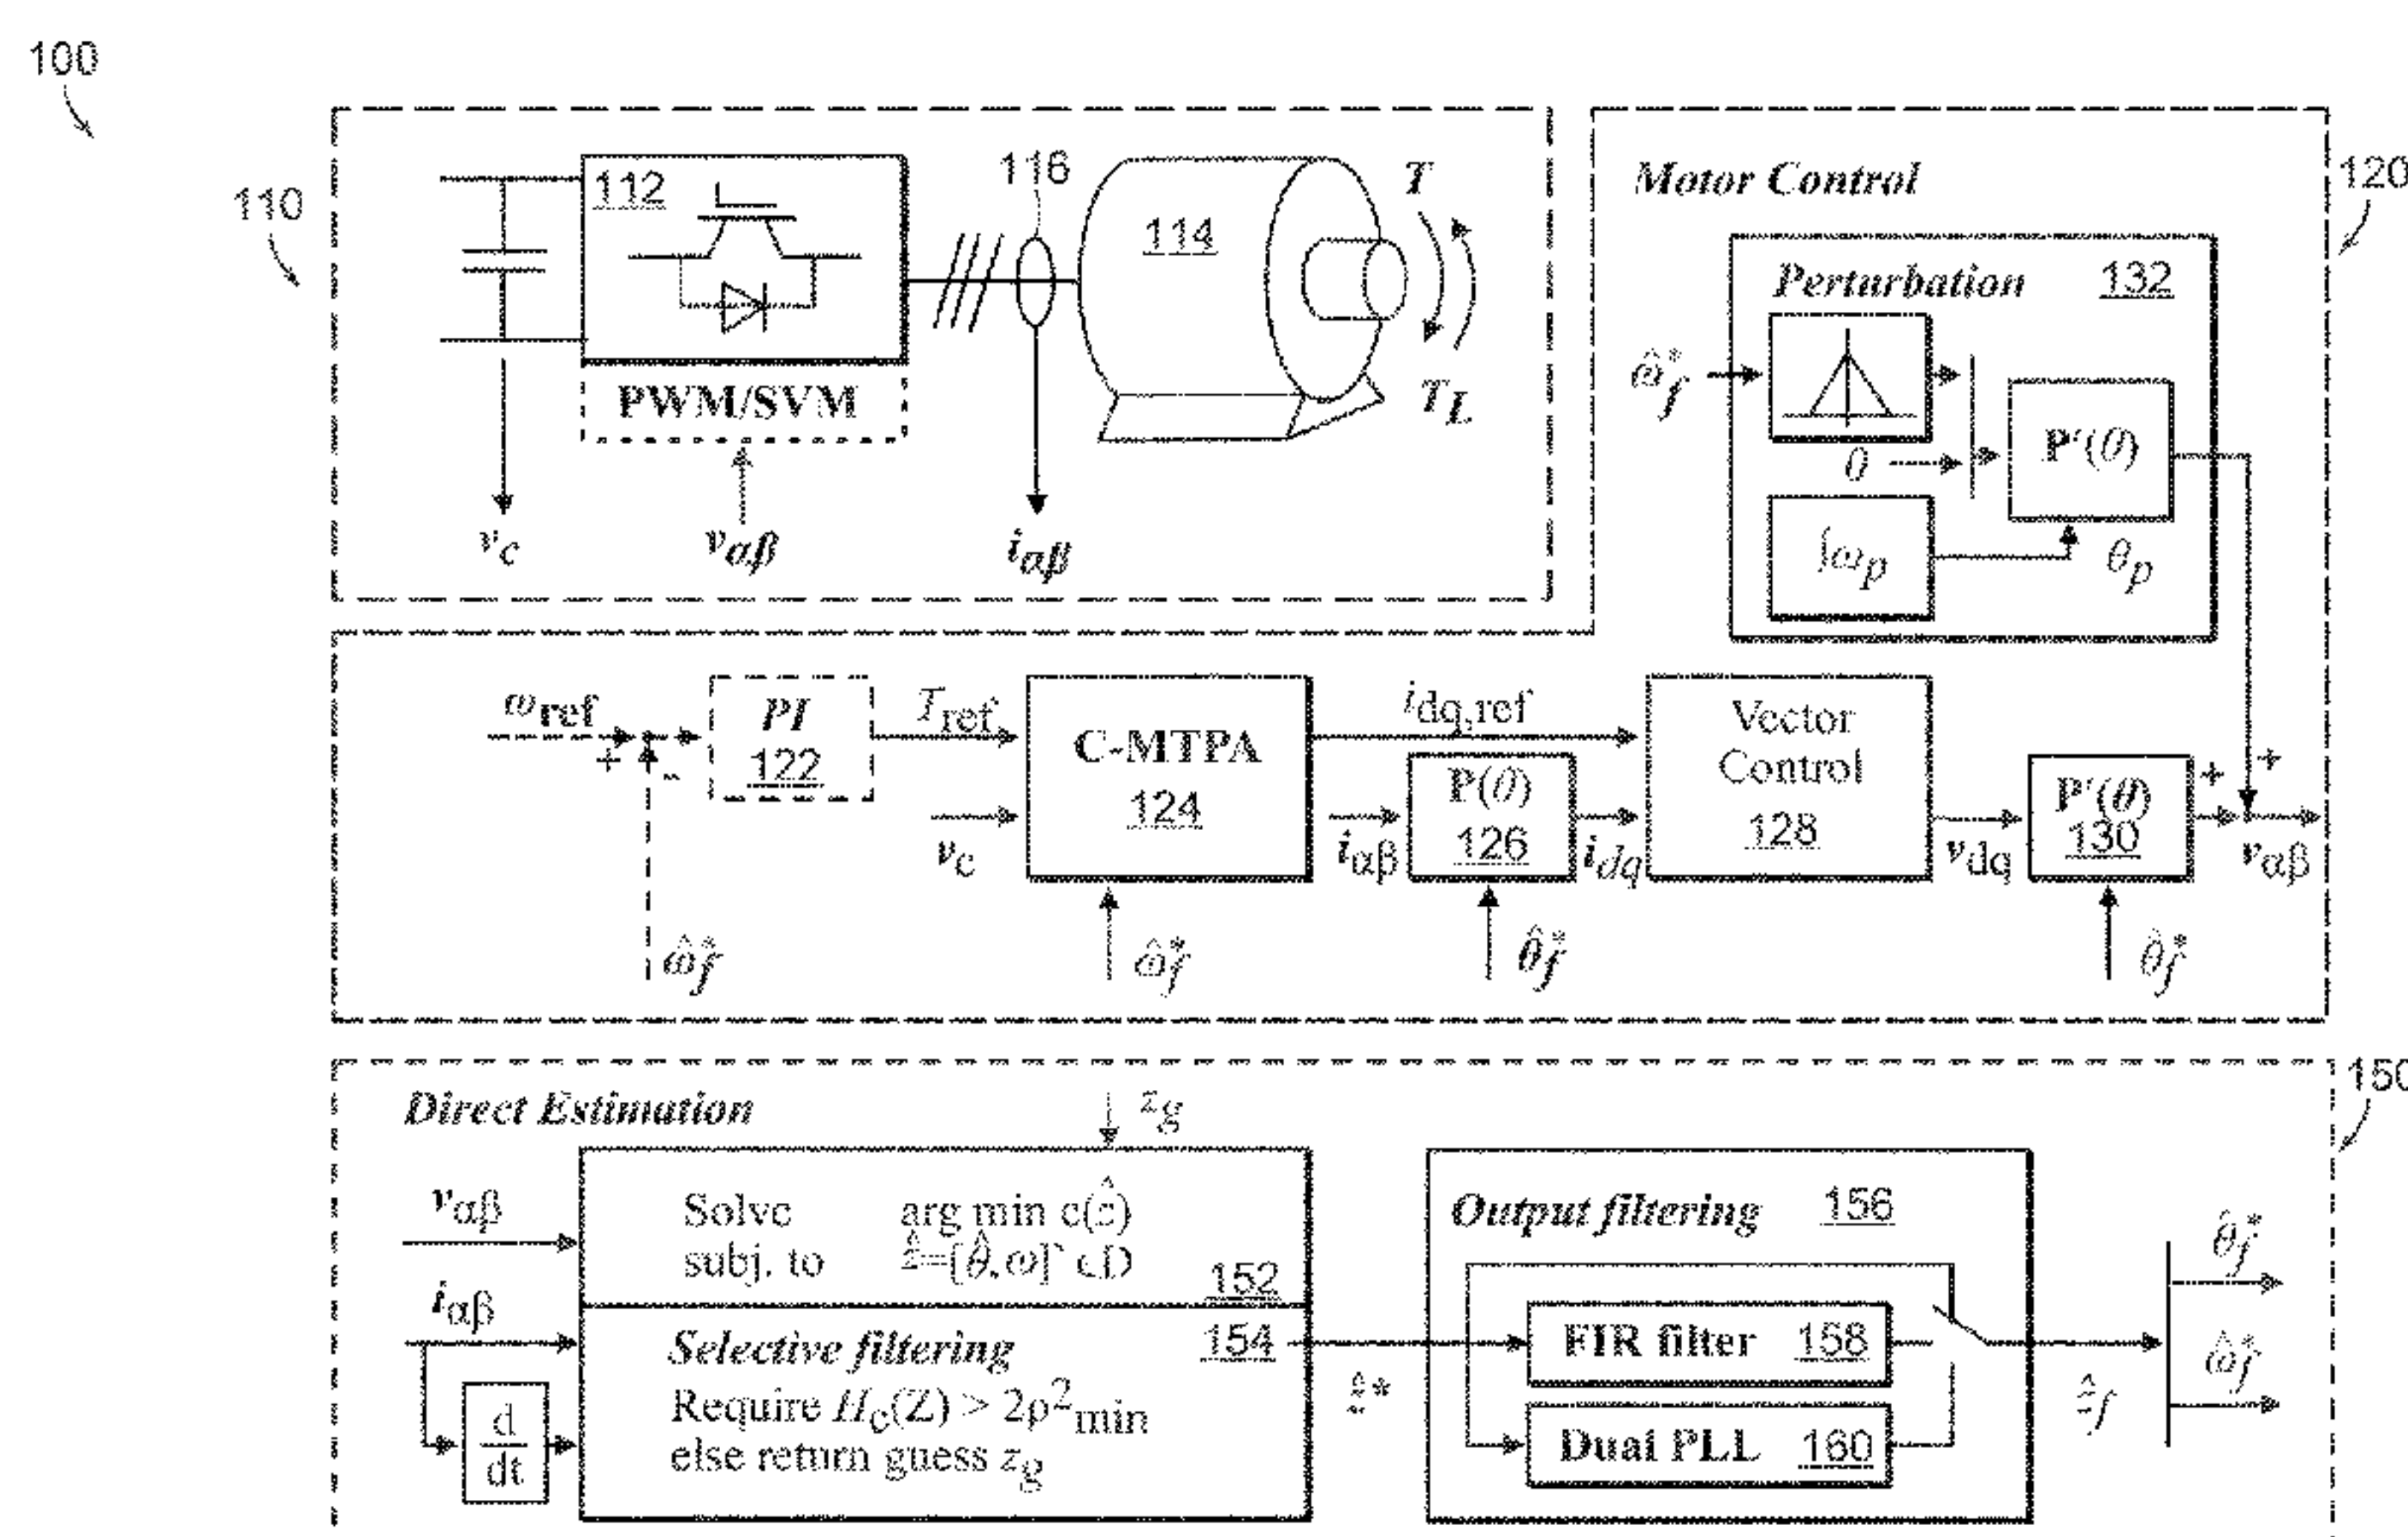 100
110
112
116
114
T
T_L
PWM/SVM
v_c
v_αβ
i_αβ
Motor Control
120
Perturbation 132
ω̂*_f
0
P'(θ)
∫ω_p
θ_p
ω_ref
+
-
PI
122
T_ref
C-MTPA
124
v_c
i_dq,ref
i_αβ
P(θ)
126
i_dq
Vector
Control
128
v_dq
P'(θ)
130
+
+
v_αβ
ω̂*_f
ω̂*_f
θ̂*_f
θ̂*_f
150
Direct Estimation
z_g
v_αβ
i_αβ
d
dt
Solve arg min
subj. to
152
Selective filtering 154
Require H_c(Z) > 2ρ²_min
else return guess z_g
ẑ*
Output filtering 156
FIR filter 158
Dual PLL 160
ẑ_f
θ̂*_f
ω̂*_f